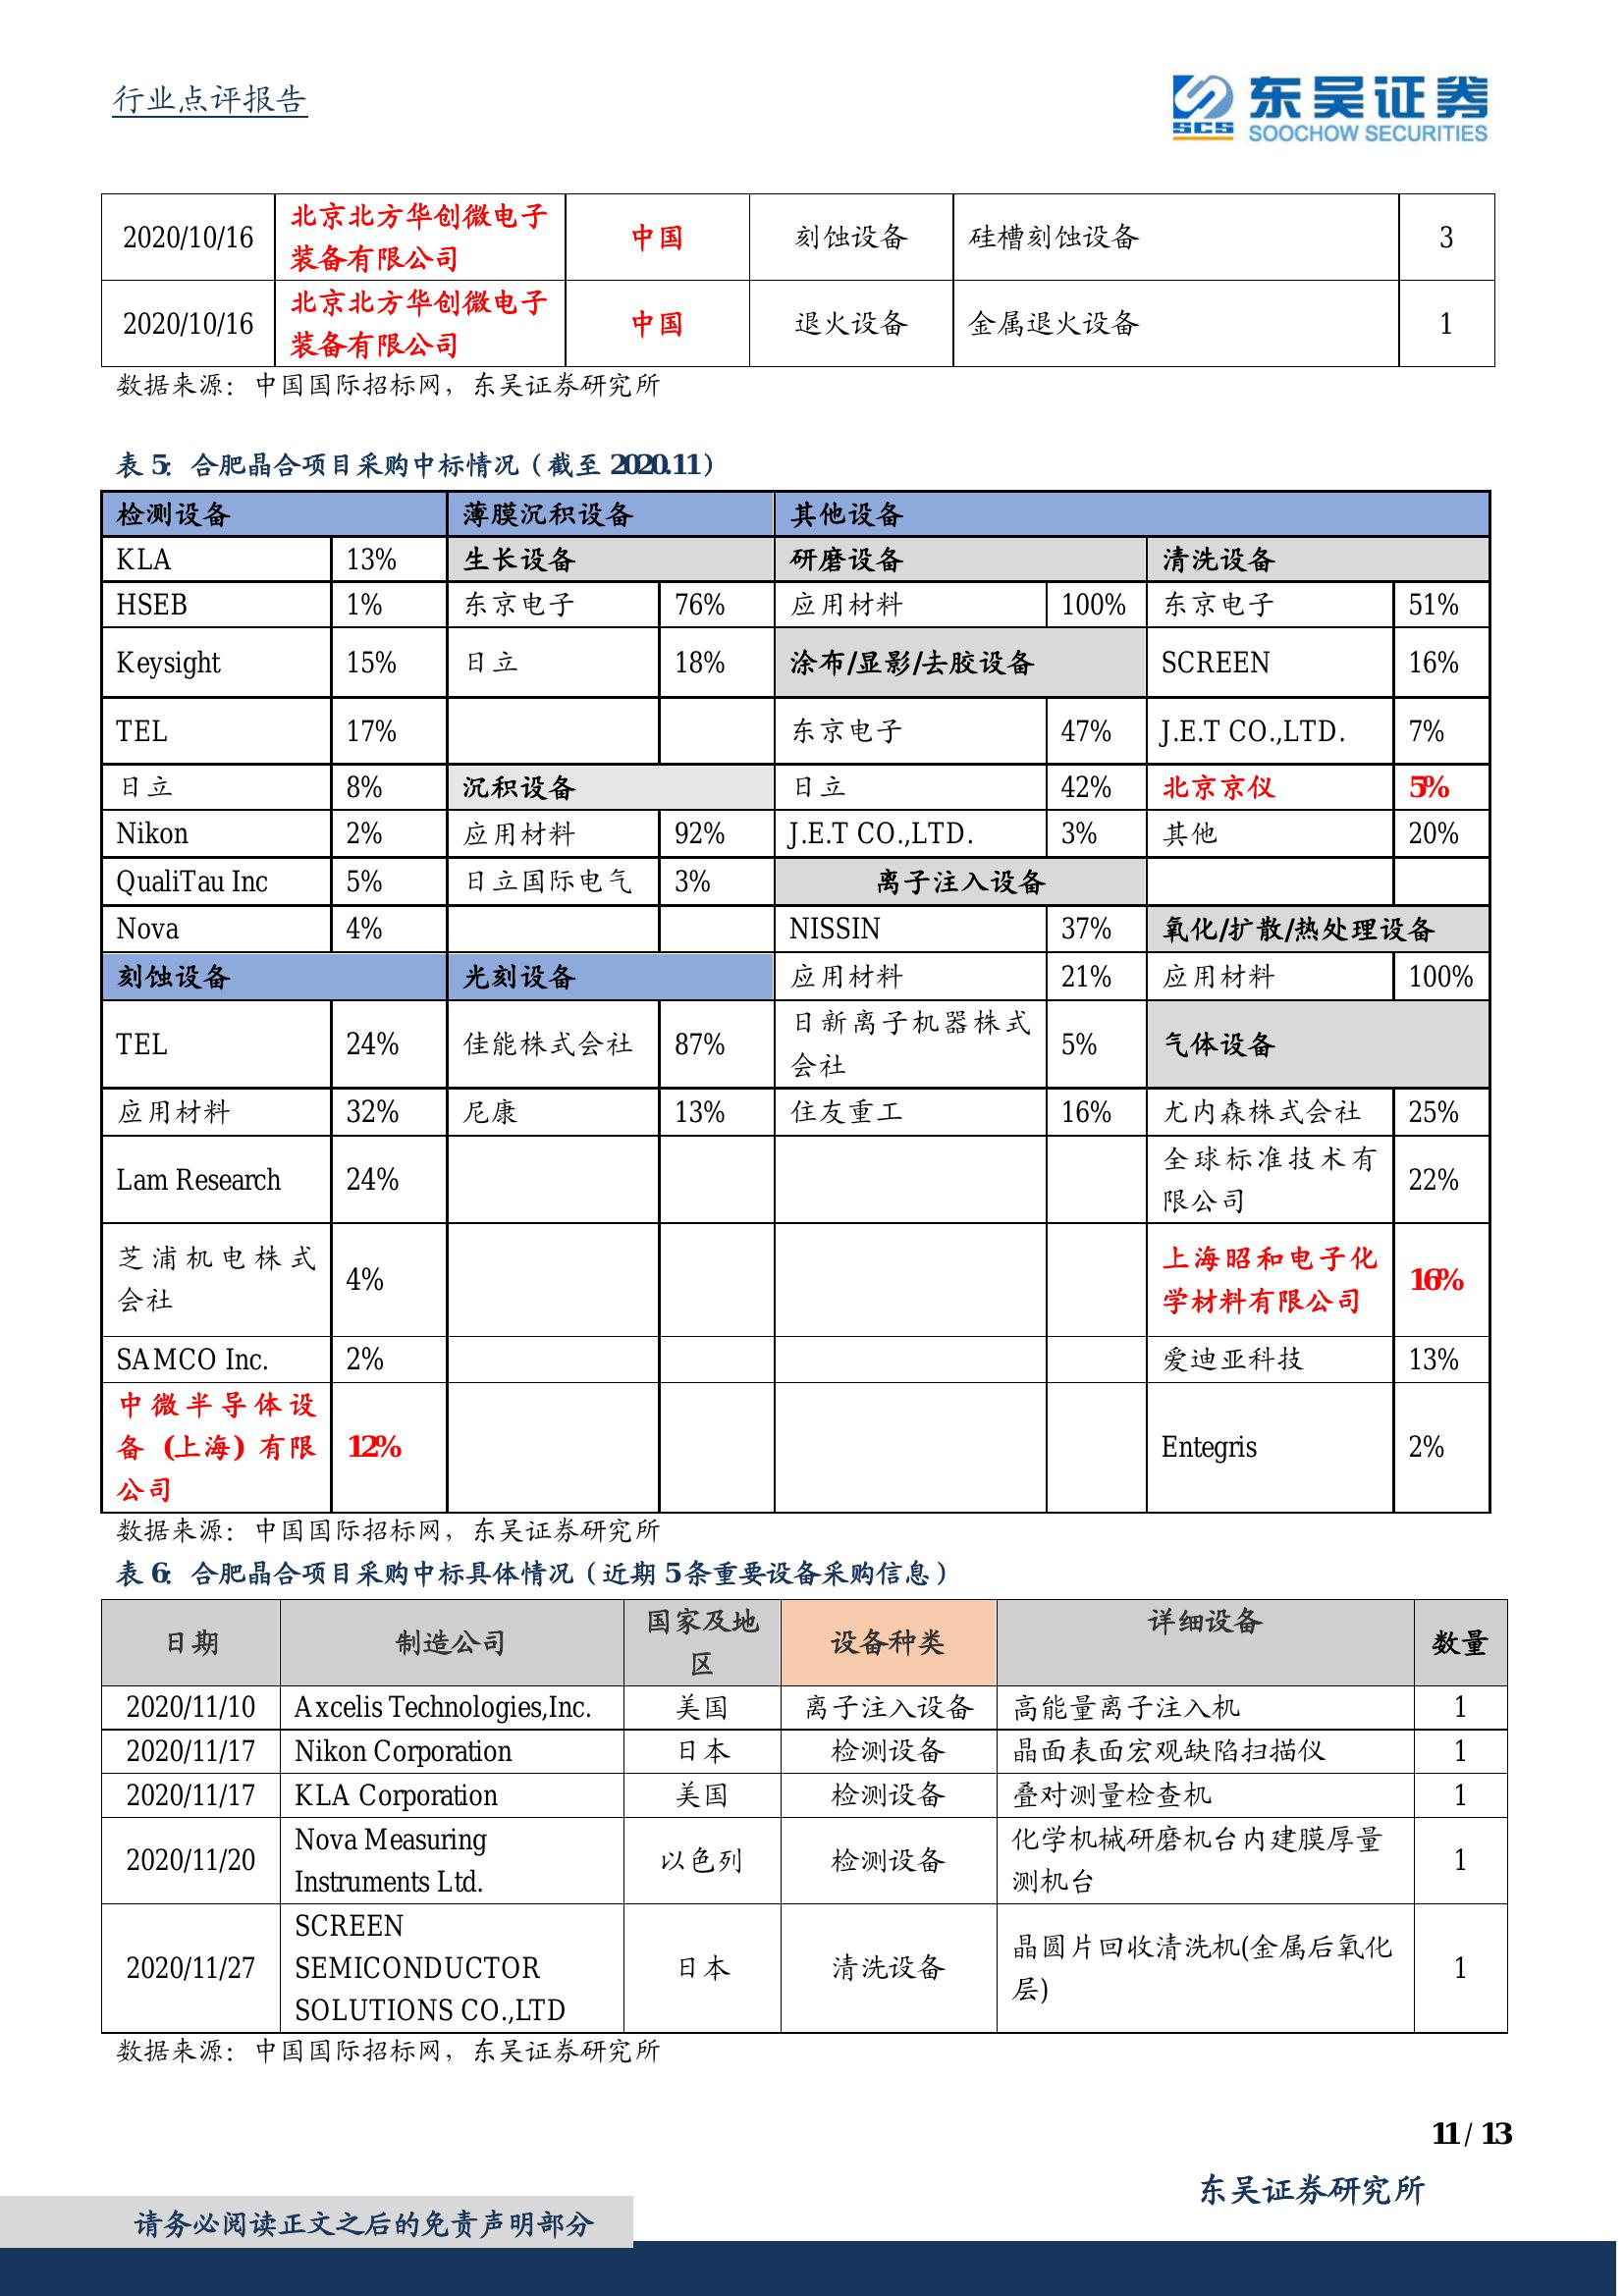 行业点评报告
东吴证券
SCS
SOOCHOW SECURITIES
2020/10/16 北京北方华创微电子装备有限公司 中国 刻蚀设备 硅槽刻蚀设备 3
2020/10/16 北京北方华创微电子装备有限公司 中国 退火设备 金属退火设备 1
数据来源：中国国际招标网，东吴证券研究所
表 5：合肥晶合项目采购中标情况（截至 2020.11）
检测设备 薄膜沉积设备 其他设备
KLA 13% 生长设备 研磨设备 清洗设备
HSEB 1% 东京电子 76% 应用材料 100% 东京电子 51%
Keysight 15% 日立 18% 涂布/显影/去胶设备 SCREEN 16%
TEL 17% 东京电子 47% J.E.T CO.,LTD. 7%
日立 8% 沉积设备 日立 42% 北京京仪 5%
Nikon 2% 应用材料 92% J.E.T CO.,LTD. 3% 其他 20%
QualiTau Inc 5% 日立国际电气 3% 离子注入设备
Nova 4% NISSIN 37% 氧化/扩散/热处理设备
刻蚀设备 光刻设备 应用材料 21% 应用材料 100%
TEL 24% 佳能株式会社 87% 日新离子机器株式会社 5% 气体设备
应用材料 32% 尼康 13% 住友重工 16% 尤内森株式会社 25%
Lam Research 24% 全球标准技术有限公司 22%
芝浦机电株式会社 4% 上海昭和电子化学材料有限公司 16%
SAMCO Inc. 2% 爱迪亚科技 13%
中微半导体设备（上海）有限公司 12% Entegris 2%
数据来源：中国国际招标网，东吴证券研究所
表 6：合肥晶合项目采购中标具体情况（近期 5 条重要设备采购信息）
日期 制造公司 国家及地区 设备种类 详细设备 数量
2020/11/10 Axcelis Technologies,Inc. 美国 离子注入设备 高能量离子注入机 1
2020/11/17 Nikon Corporation 日本 检测设备 晶面表面宏观缺陷扫描仪 1
2020/11/17 KLA Corporation 美国 检测设备 叠对测量检查机 1
2020/11/20 Nova Measuring Instruments Ltd. 以色列 检测设备 化学机械研磨机台内建膜厚量测机台 1
2020/11/27 SCREEN SEMICONDUCTOR SOLUTIONS CO.,LTD 日本 清洗设备 晶圆片回收清洗机(金属后氧化层) 1
数据来源：中国国际招标网，东吴证券研究所
11 / 13
东吴证券研究所
请务必阅读正文之后的免责声明部分